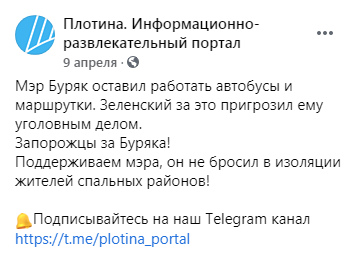 Плотина. Информационно-
развлекательный портал
9 апреля ·
Мэр Буряк оставил работать автобусы и
маршрутки. Зеленский за это пригрозил ему
уголовным делом.
Запорожцы за Буряка!
Поддерживаем мэра, он не бросил в изоляции
жителей спальных районов!
🔔Подписывайтесь на наш Telegram канал
https://t.me/plotina_portal